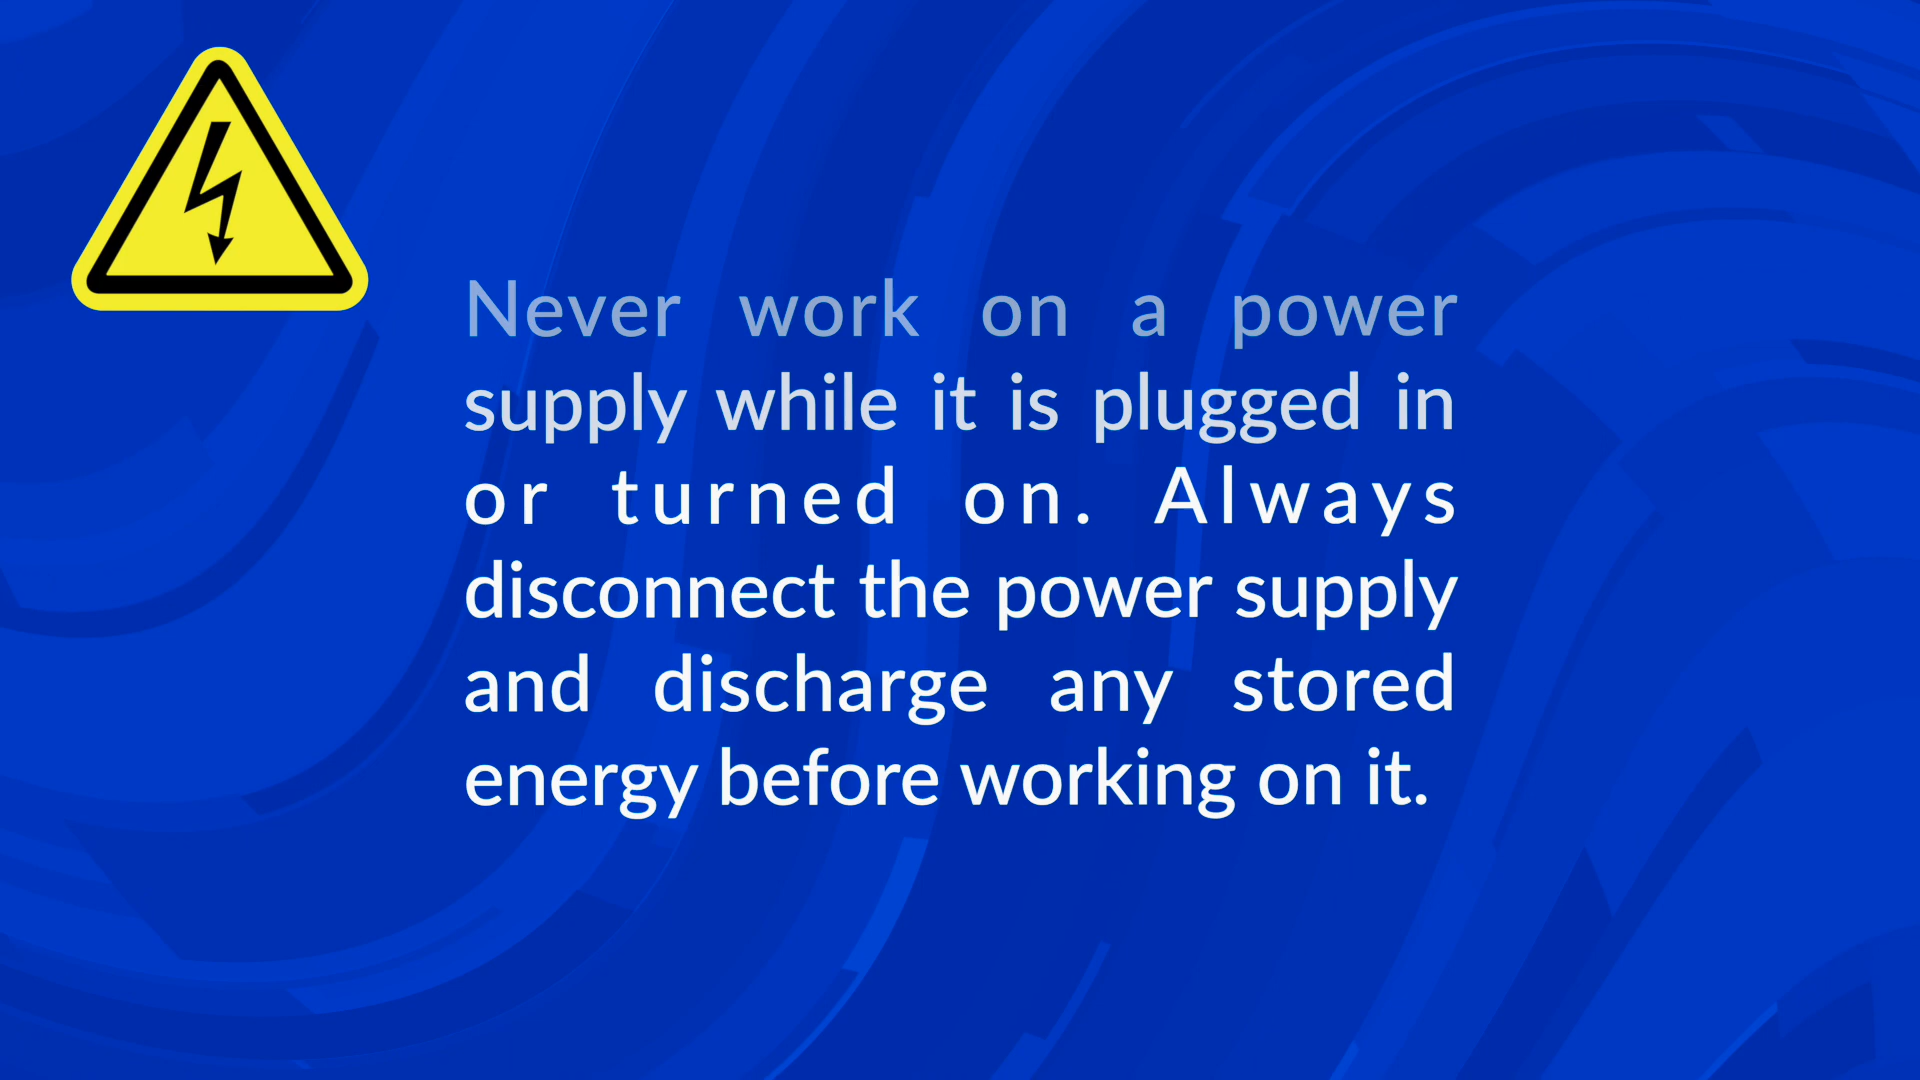 Never work on a power
supply while it is plugged in
or turned on. Always
disconnect the power supply
and discharge any stored
energy before working on it.